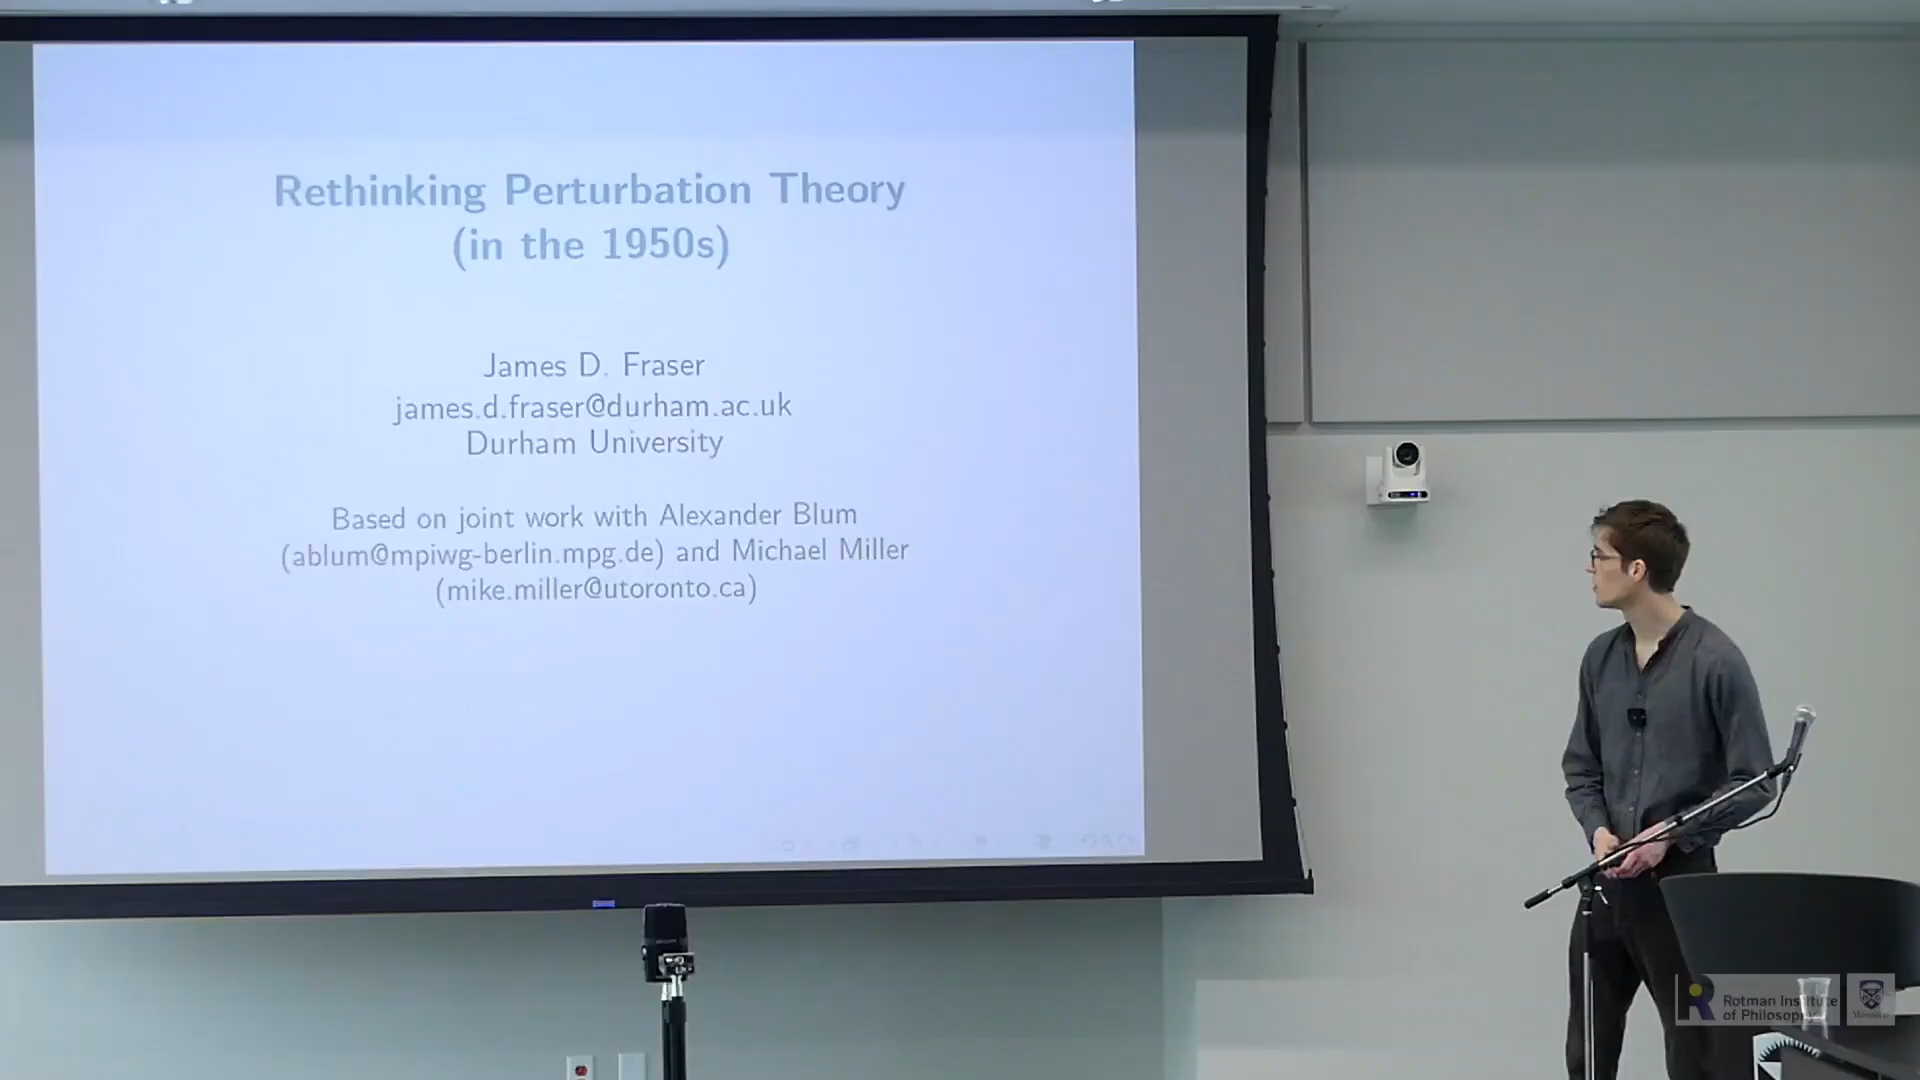 Rethinking Perturbation Theory
(in the 1950s)
James D. Fraser
james.d.fraser@durham.ac.uk
Durham University
Based on joint work with Alexander Blum
(ablum@mpiwg-berlin.mpg.de) and Michael Miller
(mike.miller@utoronto.ca)
Rotman Institute
of Philosophy
Western